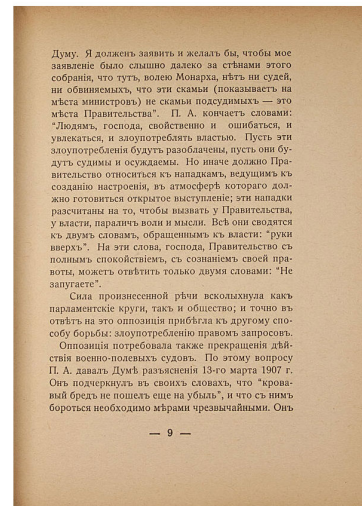 Думу. Я долженъ заявить и желалъ бы, чтобы мое
заявленіе было слышно далеко за стѣнами этого
собранія, что тутъ, волею Монарха, нѣтъ ни судей,
ни обвиняемыхъ, что эти скамьи (показываетъ на
мѣста министровъ) не скамьи подсудимыхъ — это
мѣста Правительства". П. А. кончаетъ словами:
"Людямъ, господа, свойственно и ошибаться, и
увлекаться, и злоупотреблять властью. Пусть эти
злоупотребленія будутъ разоблачены, пусть они бу-
дутъ судимы и осуждаемы. Но иначе должно Пра-
вительство относиться къ нападкамъ, ведущимъ къ
созданію настроенія, въ атмосферѣ котораго дол-
жно готовиться открытое выступленіе; эти нападки
разсчитаны на то, чтобы вызвать у Правительства,
у власти, параличъ воли и мысли. Всѣ они сводятся
къ двумъ словамъ, обращеннымъ къ власти: "руки
вверхъ". На эти слова, господа, Правительство съ
полнымъ спокойствіемъ, съ сознаніемъ своей пра-
воты, можетъ отвѣтить только двумя словами: "Не
запугаете".
Сила произнесенной рѣчи всколыхнула какъ
парламентскіе круги, такъ и общество; и точно въ
отвѣтъ на это оппозиція прибѣгла къ другому спосо-
бу борьбы: злоупотребленію правомъ запросовъ.
Оппозиція потребовала также прекращенія дѣй-
ствія военно-полевыхъ судовъ. По этому вопросу
П. А. давалъ Думѣ разъясненія 13-го марта 1907 г.
Онъ подчеркнулъ въ своихъ словахъ, что "крова-
вый бредъ не пошелъ еще на убыль", и что съ нимъ
бороться необходимо мѣрами чрезвычайными. Онъ
— 9 —